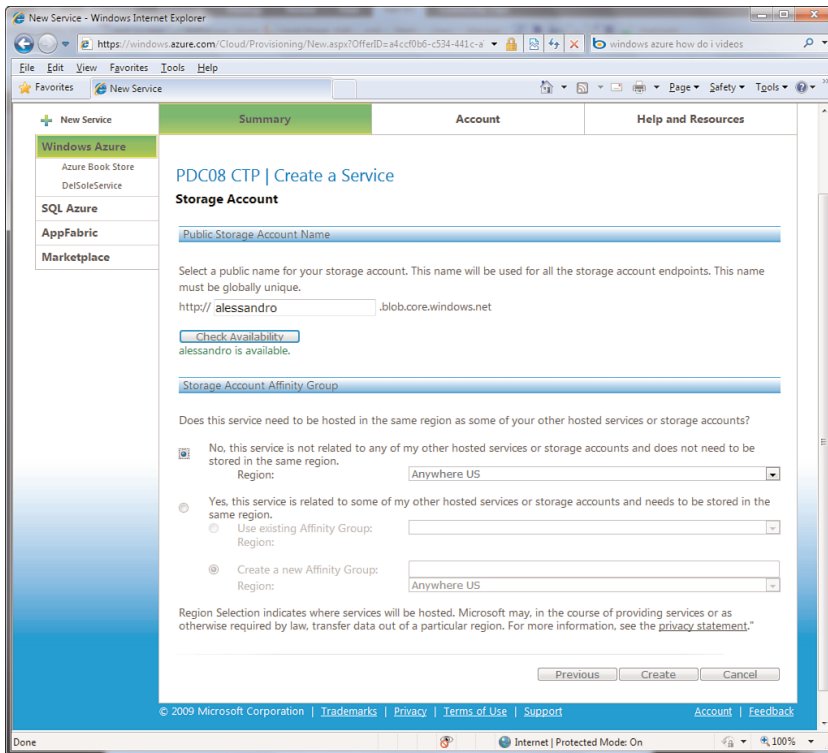 New Service - Windows Internet Explorer
https://windows.azure.com/Cloud/Provisioning/New.aspx?OfferID=a4ccf0b6-c534-441c-a
windows azure how do i videos
File Edit View Favorites Tools Help
Favorites New Service Page Safety Tools
New Service Summary Account Help and Resources
Windows Azure
Azure Book Store
DelSoleService
SQL Azure
AppFabric
Marketplace
PDC08 CTP | Create a Service
Storage Account
Public Storage Account Name
Select a public name for your storage account. This name will be used for all the storage account endpoints. This name
must be globally unique.
http:// alessandro .blob.core.windows.net
Check Availability
alessandro is available.
Storage Account Affinity Group
Does this service need to be hosted in the same region as some of your other hosted services or storage accounts?
No, this service is not related to any of my other hosted services or storage accounts and does not need to be
stored in the same region.
Region: Anywhere US
Yes, this service is related to some of my other hosted services or storage accounts and needs to be stored in the
same region.
Use existing Affinity Group:
Region:
Create a new Affinity Group:
Region: Anywhere US
Region Selection indicates where services will be hosted. Microsoft may, in the course of providing services or as
otherwise required by law, transfer data out of a particular region. For more information, see the privacy statement."
Previous Create Cancel
© 2009 Microsoft Corporation | Trademarks | Privacy | Terms of Use | Support Account | Feedback
Done Internet | Protected Mode: On 100%